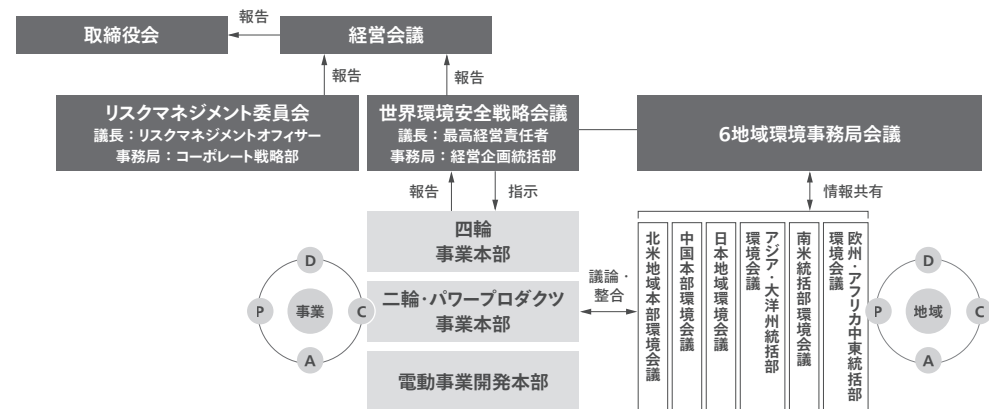 取締役会
報告
経営会議
報告
報告
リスクマネジメント委員会
議長：リスクマネジメントオフィサー
事務局：コーポレート戦略部
世界環境安全戦略会議
議長：最高経営責任者
事務局：経営企画統括部
6地域環境事務局会議
報告
指示
情報共有
四輪
事業本部
二輪・パワープロダクツ
事業本部
電動事業開発本部
D
P
事業
C
A
議論・
整合
北米地域本部環境会議
中国本部環境会議
日本地域環境会議
アジア・大洋州統括部
環境会議
南米統括部環境会議
欧州・アフリカ中東統括部
環境会議
D
P
地域
C
A